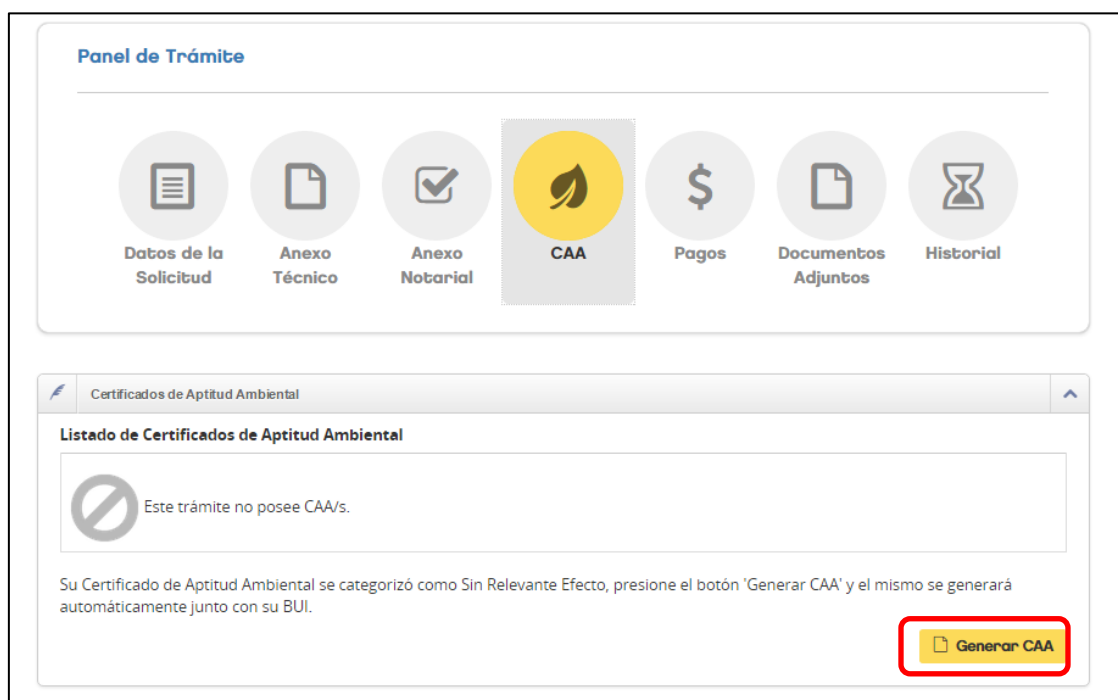 Panel de Trámite
Datos de la Solicitud
Anexo Técnico
Anexo Notarial
CAA
Pagos
Documentos Adjuntos
Historial
Certificados de Aptitud Ambiental
Listado de Certificados de Aptitud Ambiental
Este trámite no posee CAA/s.
Su Certificado de Aptitud Ambiental se categorizó como Sin Relevante Efecto, presione el botón 'Generar CAA' y el mismo se generará
automáticamente junto con su BUI.
Generar CAA